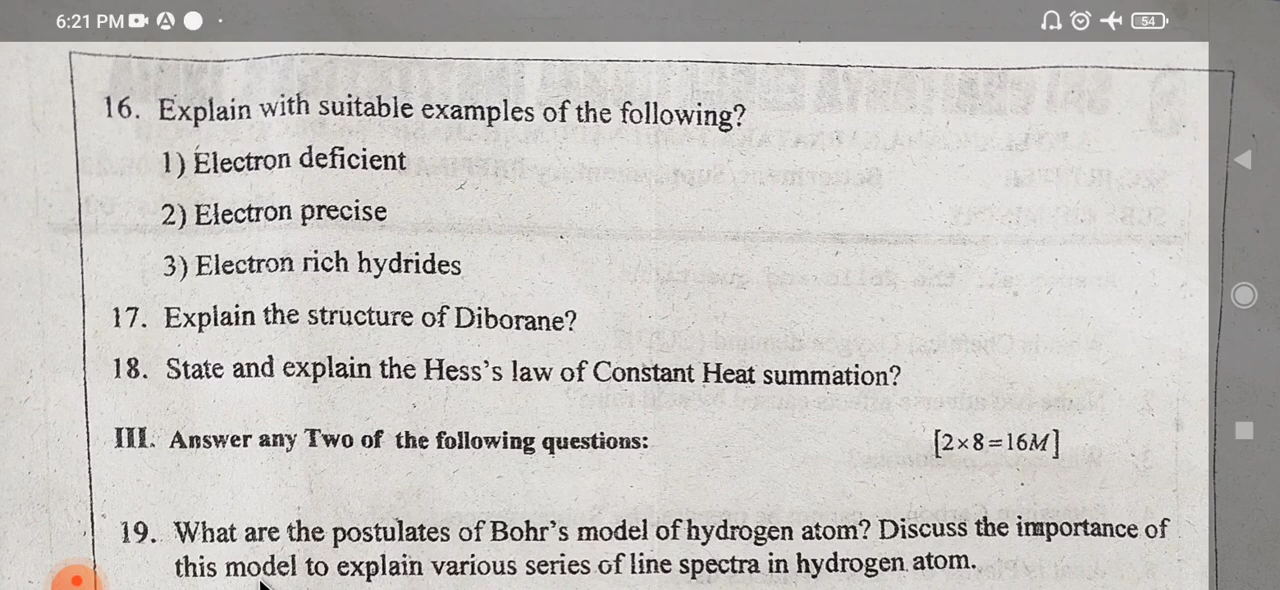 6:21 PM
54
16. Explain with suitable examples of the following?
1) Electron deficient
2) Electron precise
3) Electron rich hydrides
17. Explain the structure of Diborane?
18. State and explain the Hess's law of Constant Heat summation?
III. Answer any Two of the following questions: [2×8=16M]
19. What are the postulates of Bohr's model of hydrogen atom? Discuss the importance of
this model to explain various series of line spectra in hydrogen atom.